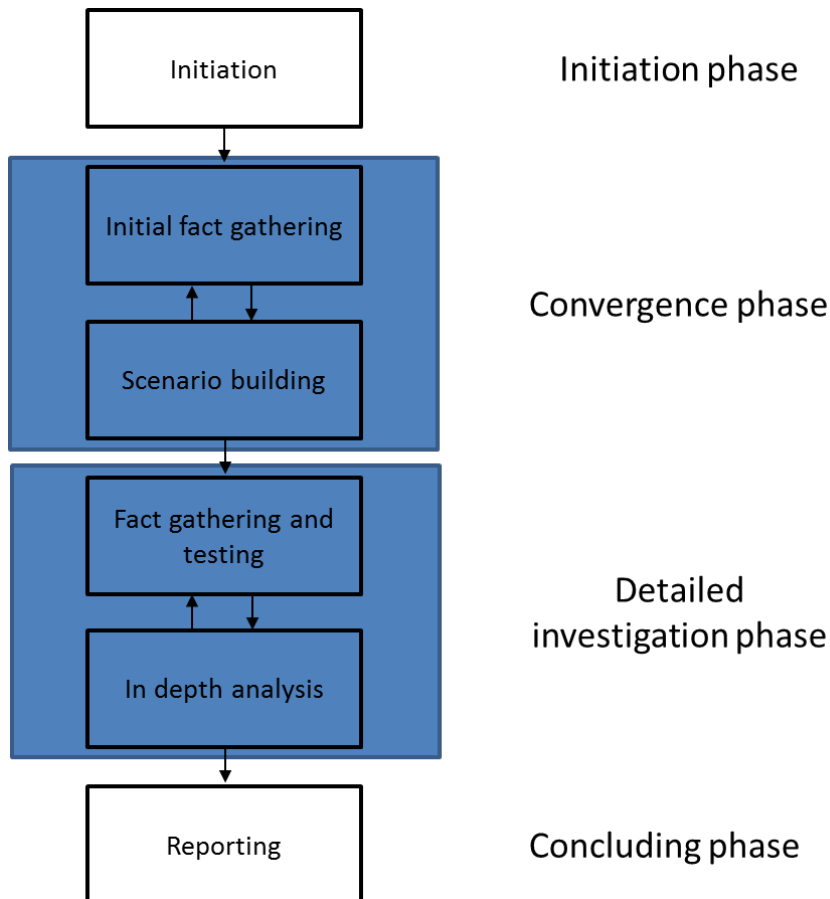 Initiation
Initiation phase
Initial fact gathering
Convergence phase
Scenario building
Fact gathering and
testing
Detailed
investigation phase
In depth analysis
Reporting
Concluding phase